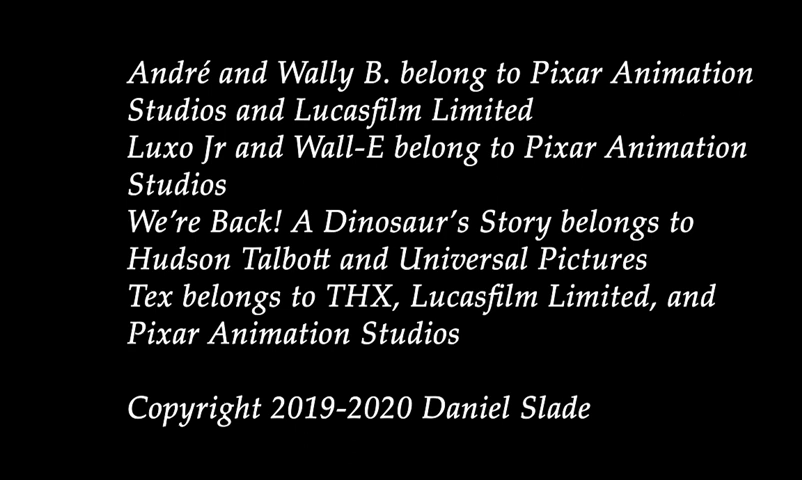 André and Wally B. belong to Pixar Animation
Studios and Lucasfilm Limited
Luxo Jr and Wall-E belong to Pixar Animation
Studios
We’re Back! A Dinosaur’s Story belongs to
Hudson Talbott and Universal Pictures
Tex belongs to THX, Lucasfilm Limited, and
Pixar Animation Studios
Copyright 2019-2020 Daniel Slade